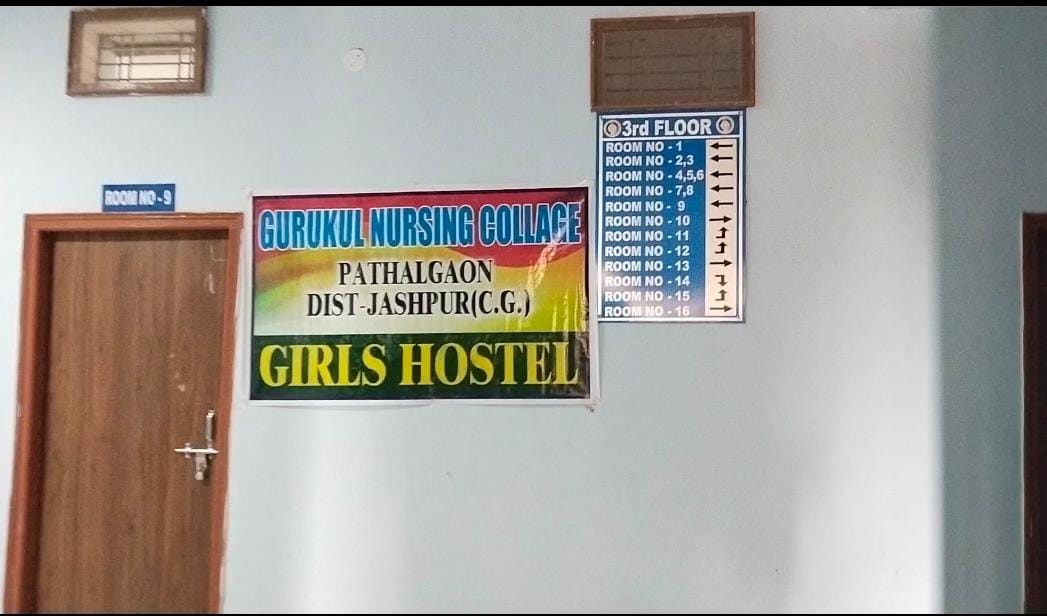 ROOM NO - 9
GURUKUL NURSING COLLAGE
PATHALGAON
DIST-JASHPUR(C.G.)
GIRLS HOSTEL
3rd FLOOR
ROOM NO - 1 ←
ROOM NO - 2,3 ←
ROOM NO - 4,5,6 ←
ROOM NO - 7,8 ←
ROOM NO - 9 ←
ROOM NO - 10 →
ROOM NO - 11
ROOM NO - 12
ROOM NO - 13 →
ROOM NO - 14
ROOM NO - 15
ROOM NO - 16 →